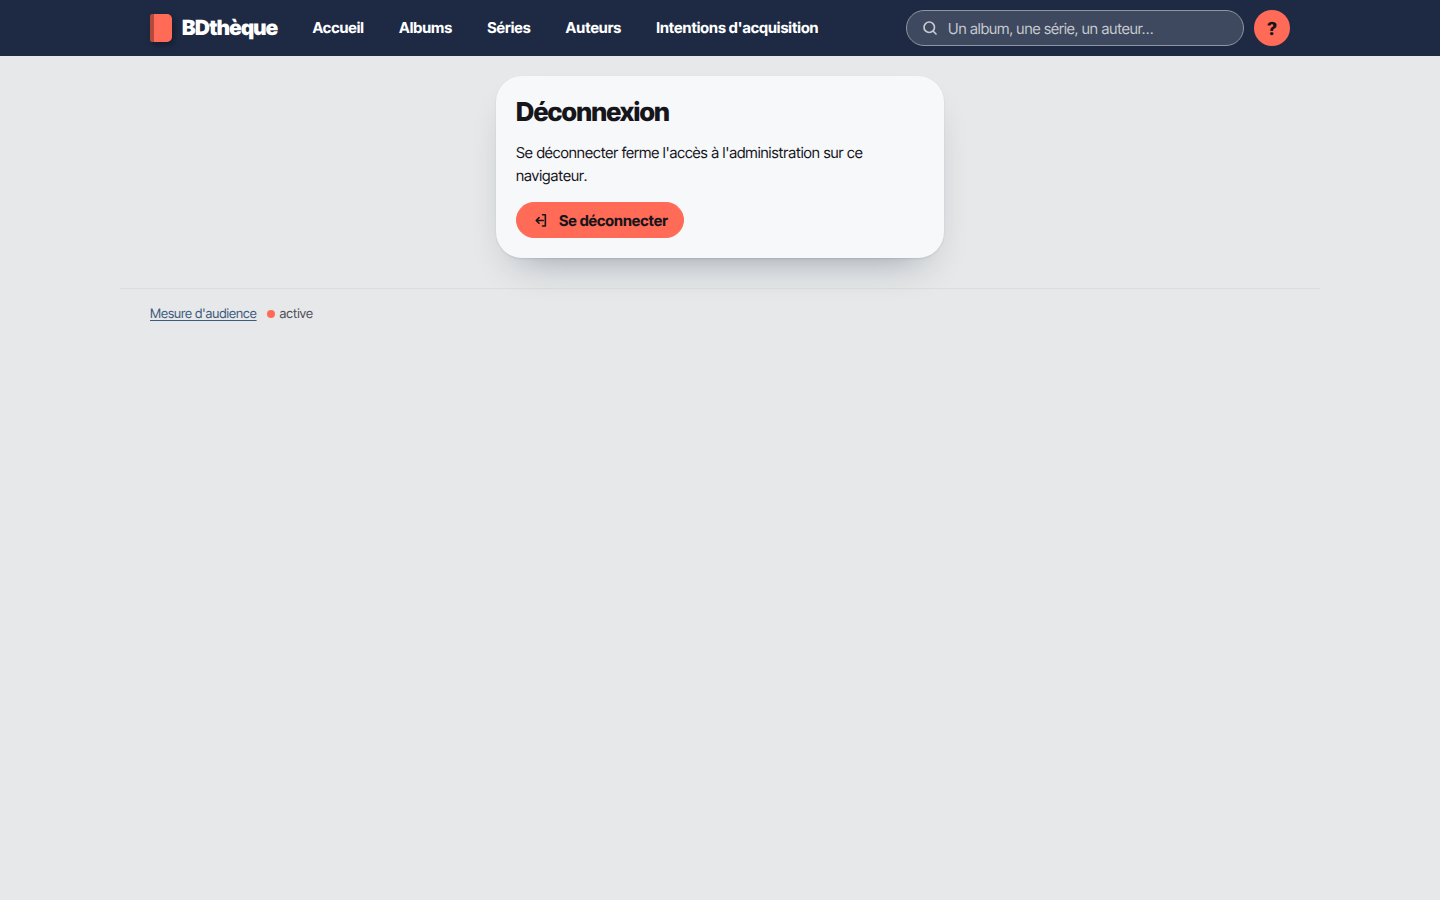 BDthèque
Accueil
Albums
Séries
Auteurs
Intentions d'acquisition
Un album, une série, un auteur...
?
Déconnexion
Se déconnecter ferme l'accès à l'administration sur ce
navigateur.
Se déconnecter
Mesure d'audience active